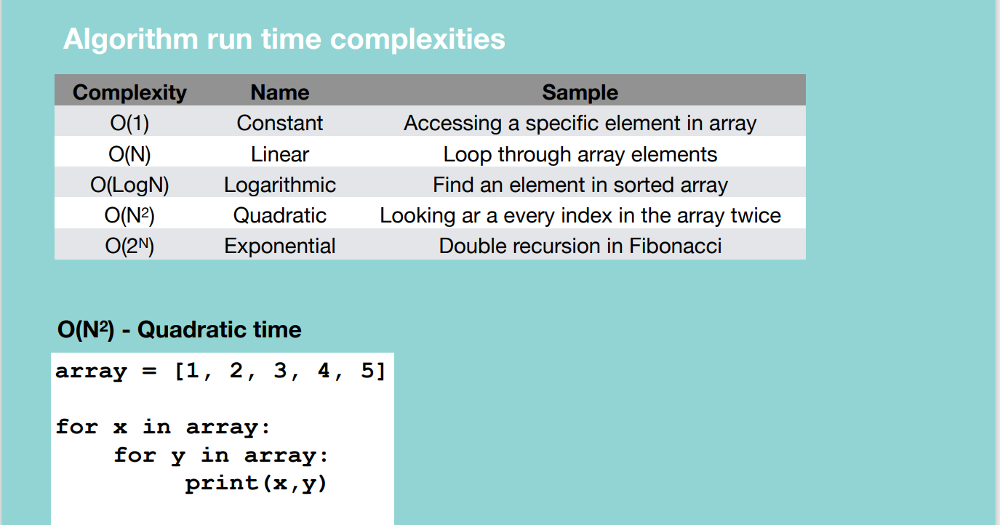 Algorithm run time complexities
Complexity Name Sample
O(1) Constant Accessing a specific element in array
O(N) Linear Loop through array elements
O(LogN) Logarithmic Find an element in sorted array
O(N²) Quadratic Looking ar a every index in the array twice
O(2ᴺ) Exponential Double recursion in Fibonacci
O(N²) - Quadratic time
array = [1, 2, 3, 4, 5]
for x in array:
    for y in array:
         print(x,y)